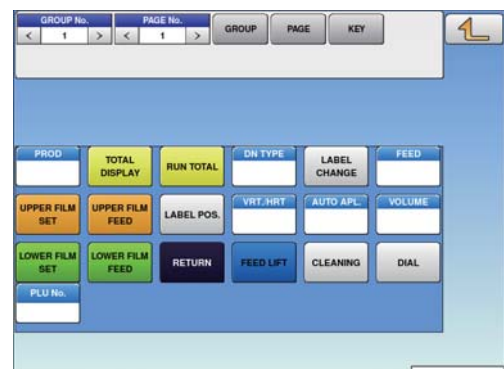 GROUP No. PAGE No.
< 1 > < 1 > GROUP PAGE KEY
PROD TOTAL DISPLAY RUN TOTAL DN TYPE LABEL CHANGE FEED
UPPER FILM SET UPPER FILM FEED LABEL POS. VRT./HRT AUTO APL. VOLUME
LOWER FILM SET LOWER FILM FEED RETURN FEED LIFT CLEANING DIAL
PLU No.